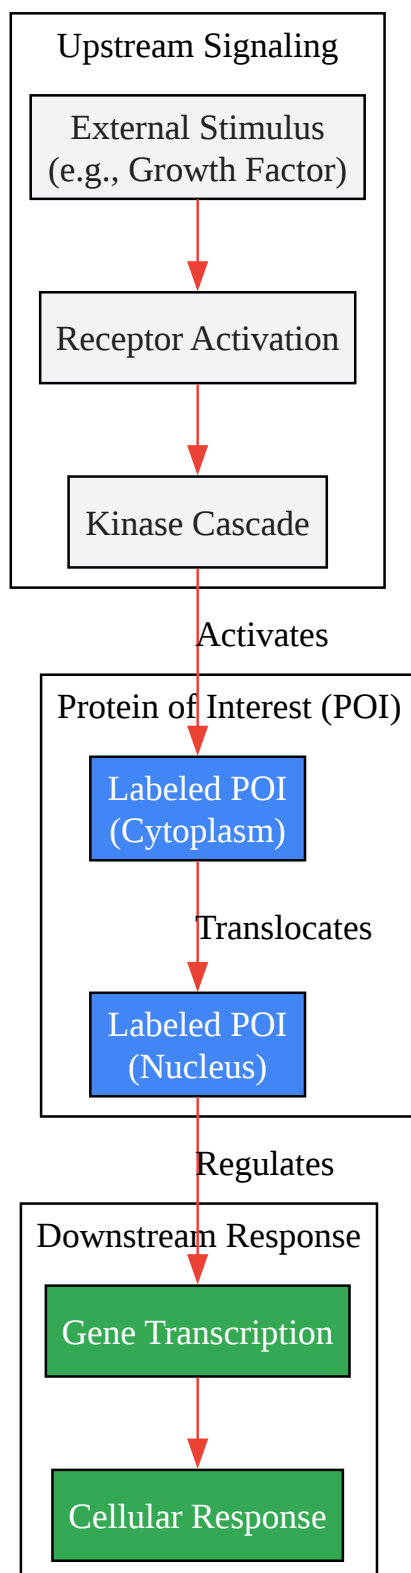 Upstream Signaling
External Stimulus
(e.g., Growth Factor)
Receptor Activation
Kinase Cascade
Activates
Protein of Interest (POI)
Labeled POI
(Cytoplasm)
Translocates
Labeled POI
(Nucleus)
Regulates
Downstream Response
Gene Transcription
Cellular Response